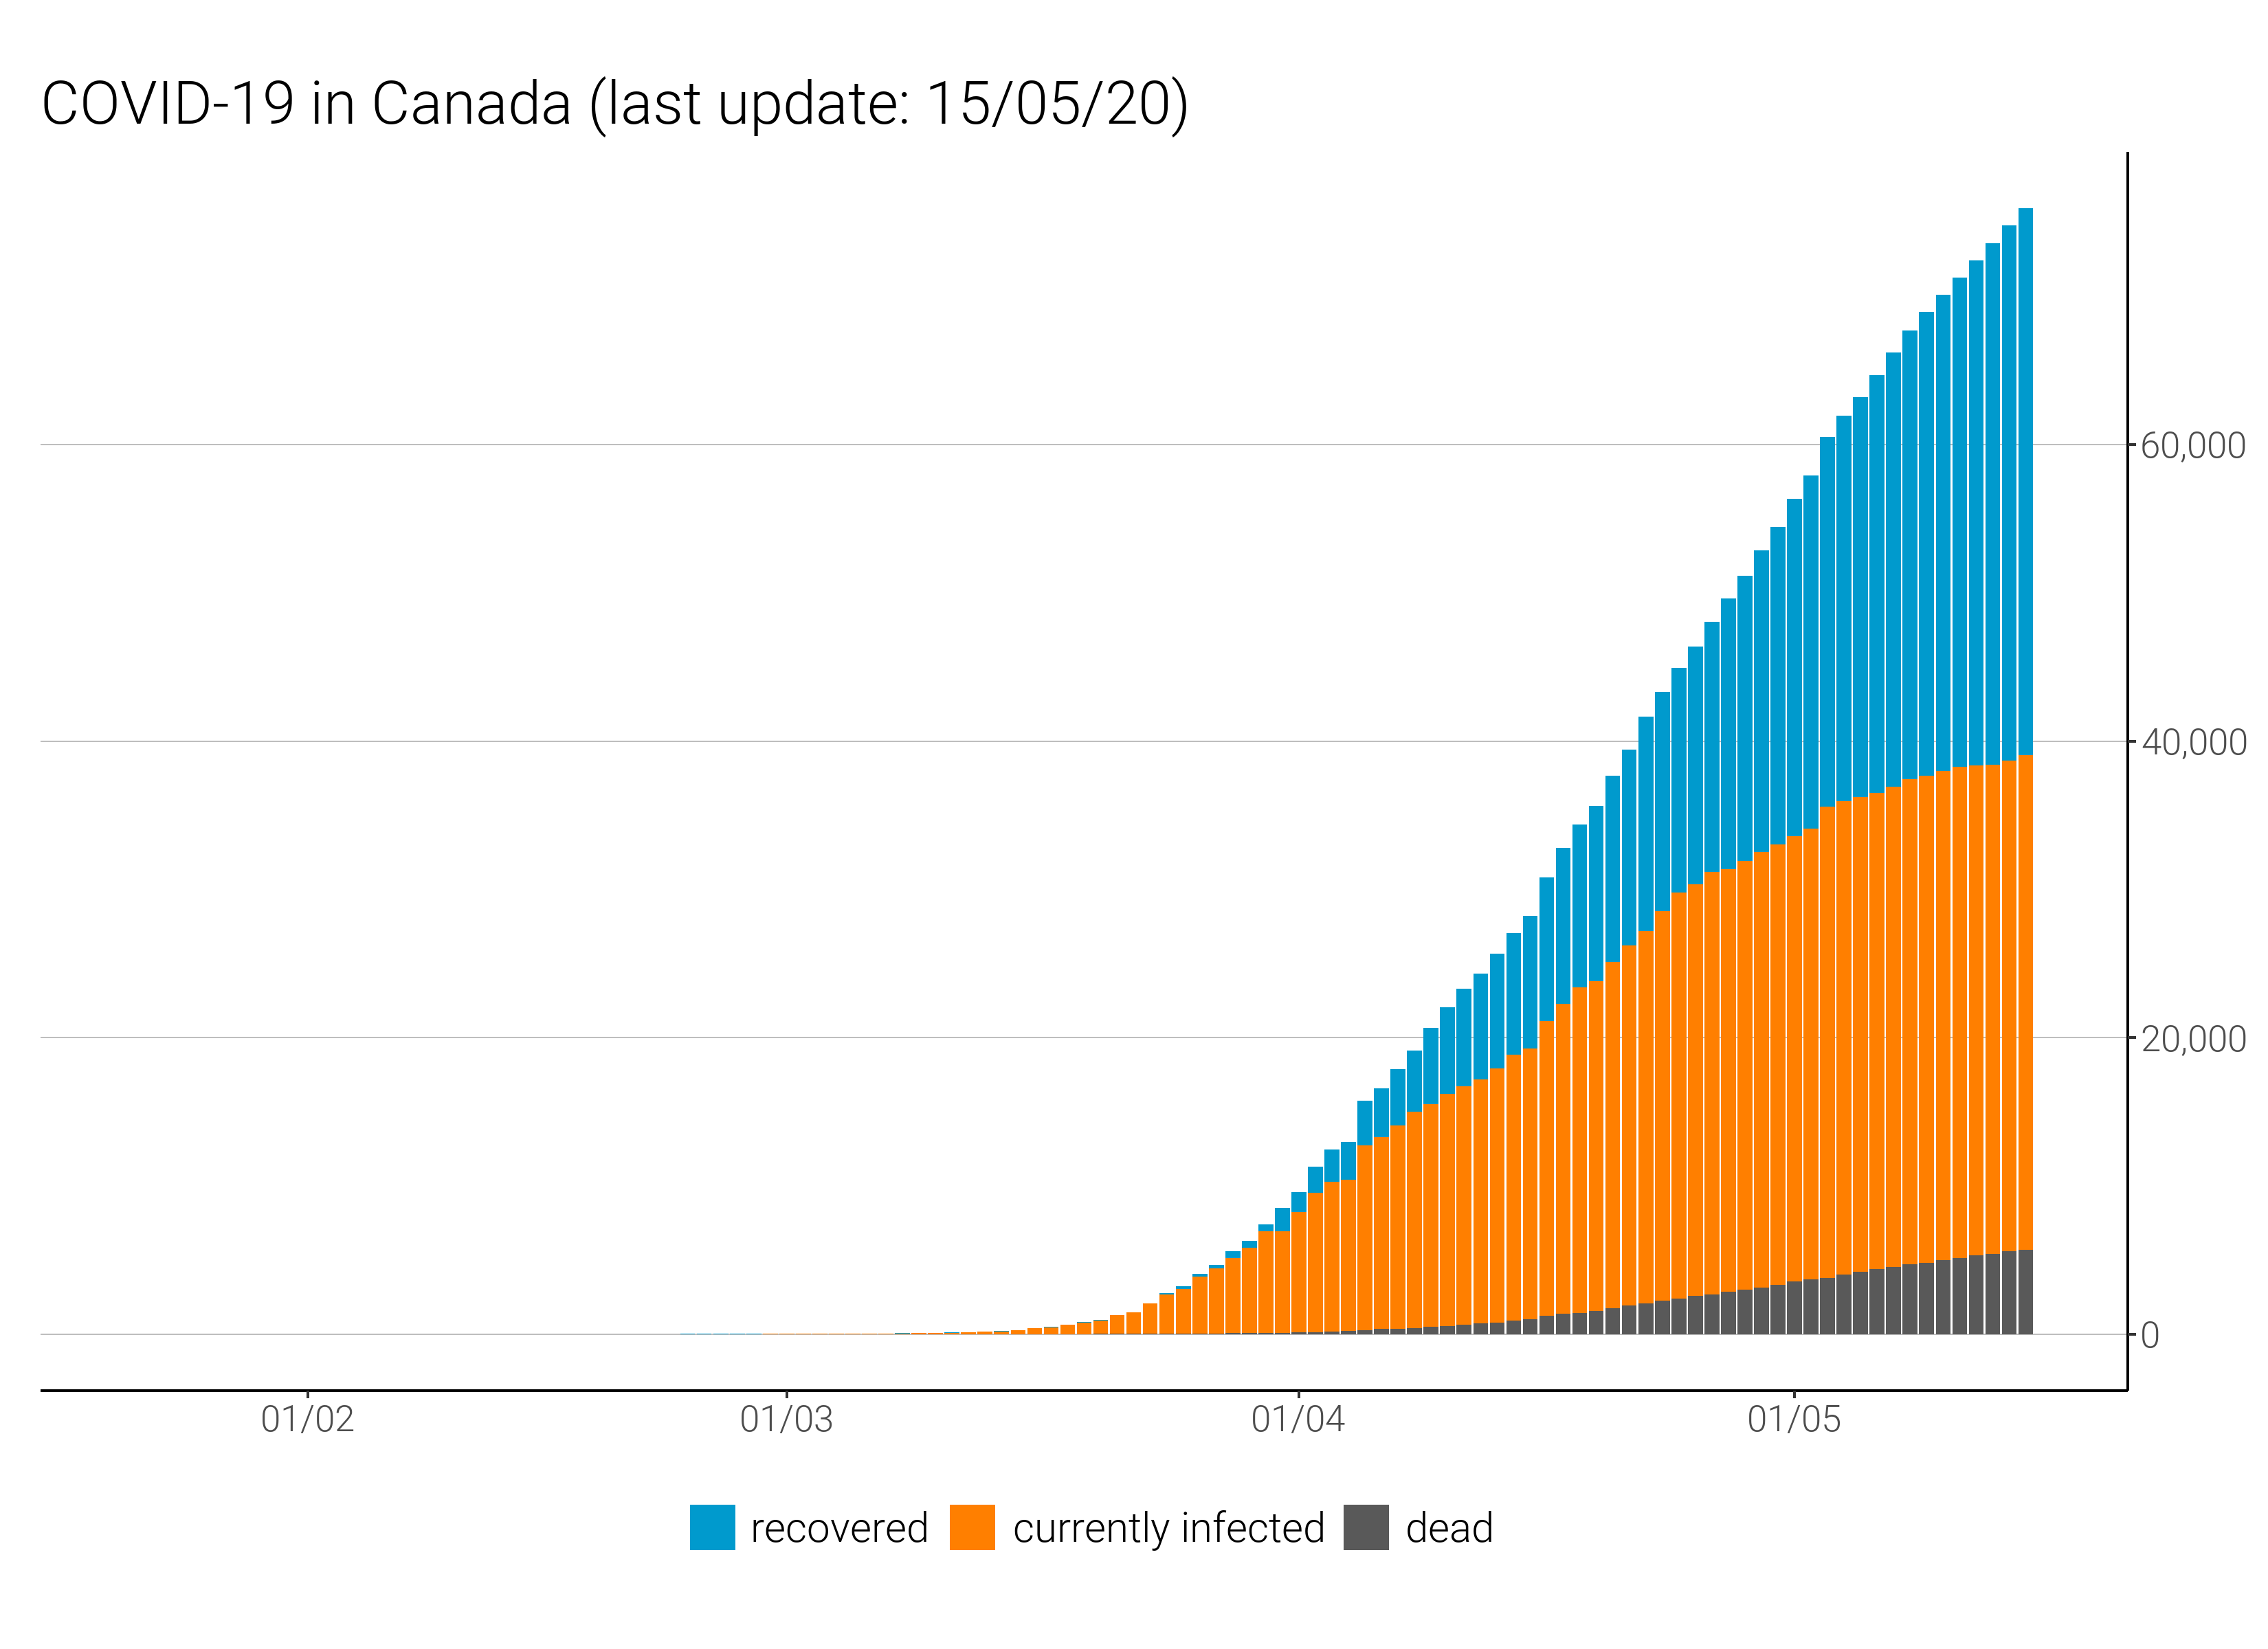 COVID-19 in Canada (last update: 15/05/20)
60,000
40,000
20,000
0
01/02 01/03 01/04 01/05
recovered currently infected dead